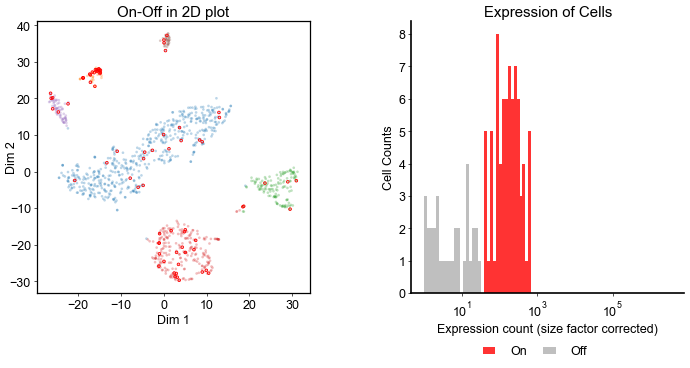 On-Off in 2D plot
40
30
20
10
0
−10
−20
−30
Dim 2
−20 −10 0 10 20 30
Dim 1
Expression of Cells
8
7
6
5
4
3
2
1
0
Cell Counts
10^1 10^3 10^5
Expression count (size factor corrected)
On Off